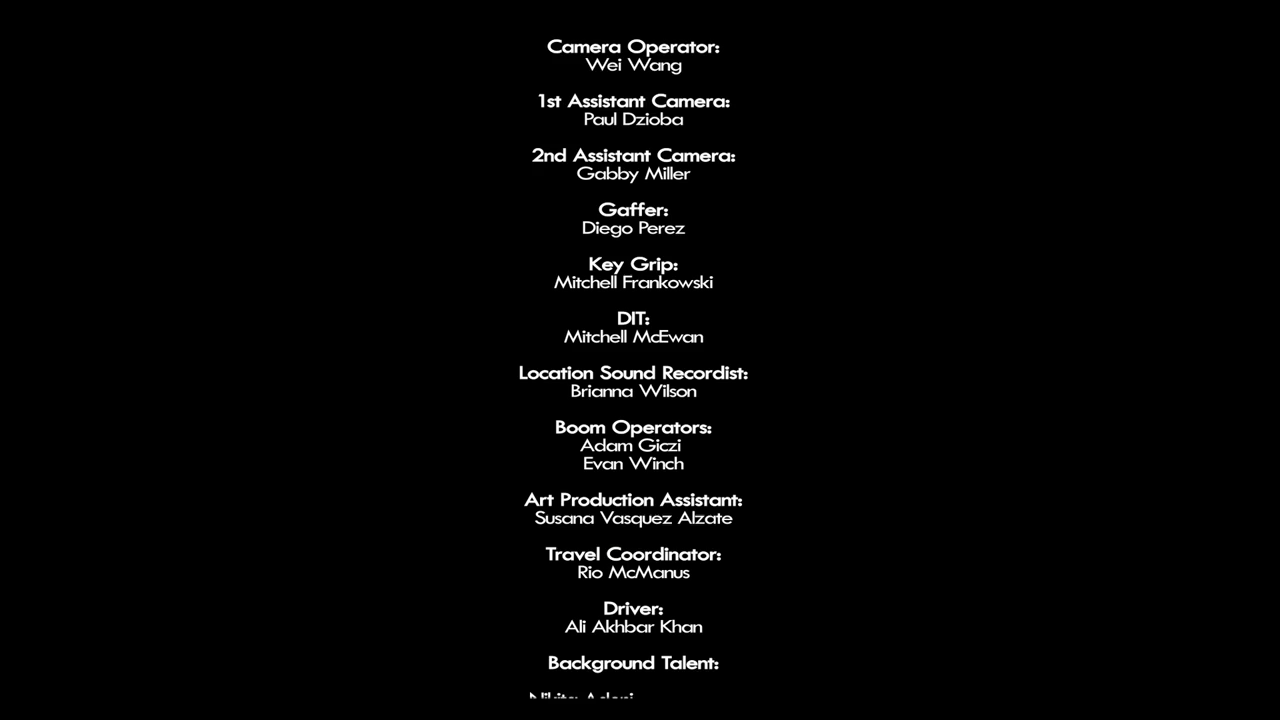 Camera Operator:
Wei Wang
1st Assistant Camera:
Paul Dzioba
2nd Assistant Camera:
Gabby Miller
Gaffer:
Diego Perez
Key Grip:
Mitchell Frankowski
DIT:
Mitchell McEwan
Location Sound Recordist:
Brianna Wilson
Boom Operators:
Adam Giczi
Evan Winch
Art Production Assistant:
Susana Vasquez Alzate
Travel Coordinator:
Rio McManus
Driver:
Ali Akhbar Khan
Background Talent: